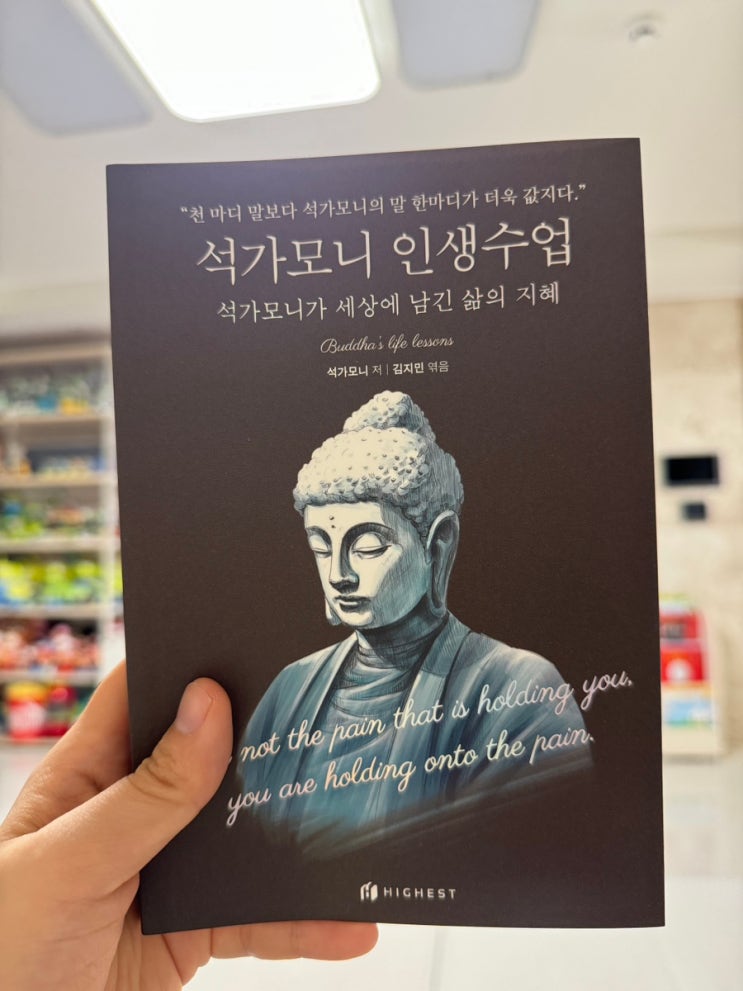 “천 마디 말보다 석가모니의 말 한마디가 더욱 값지다.”
석가모니 인생수업
석가모니가 세상에 남긴 삶의 지혜
Buddha's life lessons
석가모니 저 | 김지민 엮음
not the pain that is holding you,
you are holding onto the pain.
HIGHEST